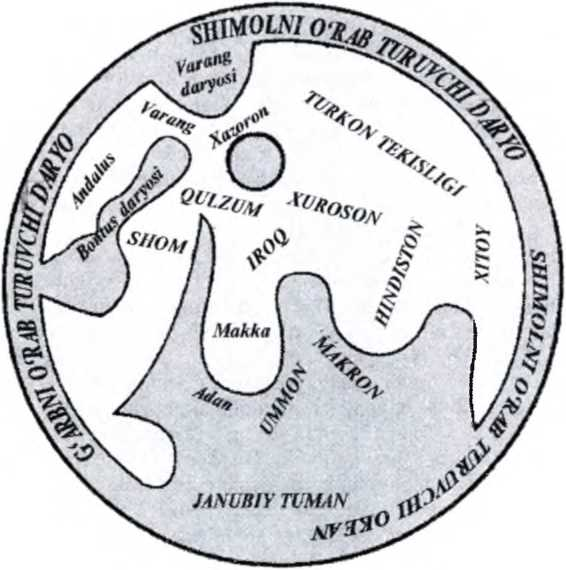 SHIMOLNI O‘RAB TURUVCHI DARYO
Varang
daryosi
Varang
Xazoron
TURKON TEKISLIGI
Andalus
Bontus daryosi
QULZUM
XUROSON
SHOM
IROQ
HINDISTON
XITOY
G‘ARBNI O‘RAB TURUVCHI DARYO
SHIMOLNI O‘RAB TURUVCHI OKEAN
Makka
MAKRON
Adan
UMMON
JANUBIY TUMAN